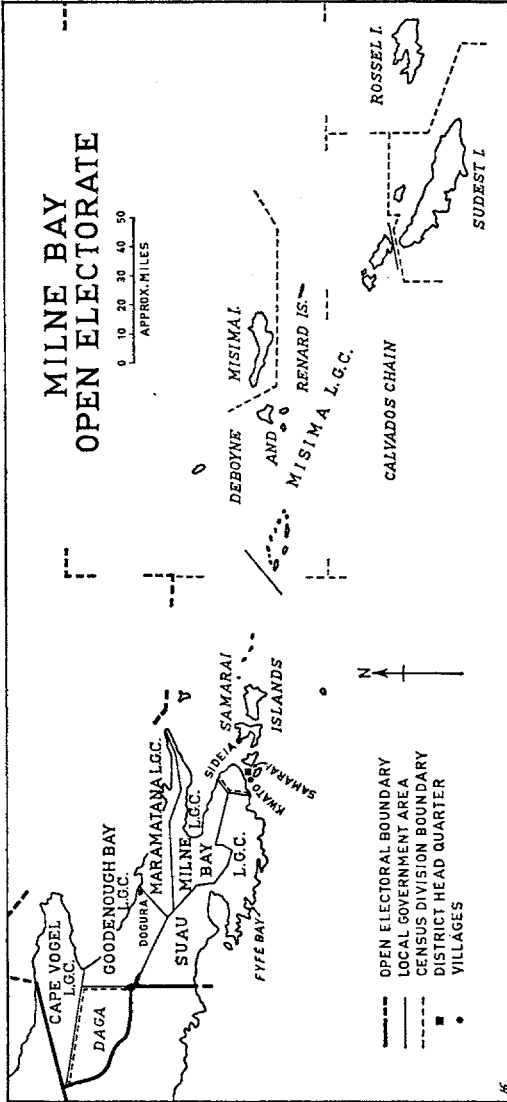 MILNE BAY
OPEN ELECTORATE
0 10 20 30 40 50
APPROX. MILES
CAPE VOGEL
L.G.C.
DAGA
GOODENOUGH BAY
L.G.C.
DOGURA
MARAMATANA L.G.C.
SUAU
L.G.C.
MILNE
BAY
L.G.C.
FYFE BAY
SIDEIA
KWATO
SAMARAI
SAMARAI
ISLANDS
DEBOYNE
AND
RENARD IS.
MISIMA I.
MISIMA L.G.C.
CALVADOS CHAIN
ROSSEL I.
SUDEST I.
N
OPEN ELECTORAL BOUNDARY
LOCAL GOVERNMENT AREA
CENSUS DIVISION BOUNDARY
DISTRICT HEAD QUARTER
VILLAGES